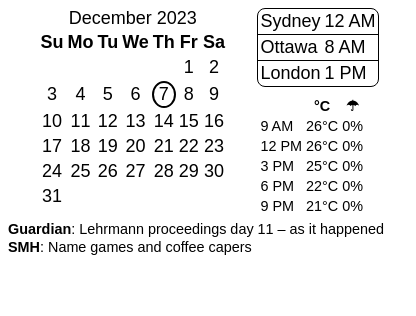 December 2023
Su Mo Tu We Th Fr Sa
1 2
3 4 5 6 7 8 9
10 11 12 13 14 15 16
17 18 19 20 21 22 23
24 25 26 27 28 29 30
31
Sydney 12 AM
Ottawa 8 AM
London 1 PM
°C ☂
9 AM 26°C 0%
12 PM 26°C 0%
3 PM 25°C 0%
6 PM 22°C 0%
9 PM 21°C 0%
Guardian: Lehrmann proceedings day 11 – as it happened
SMH: Name games and coffee capers